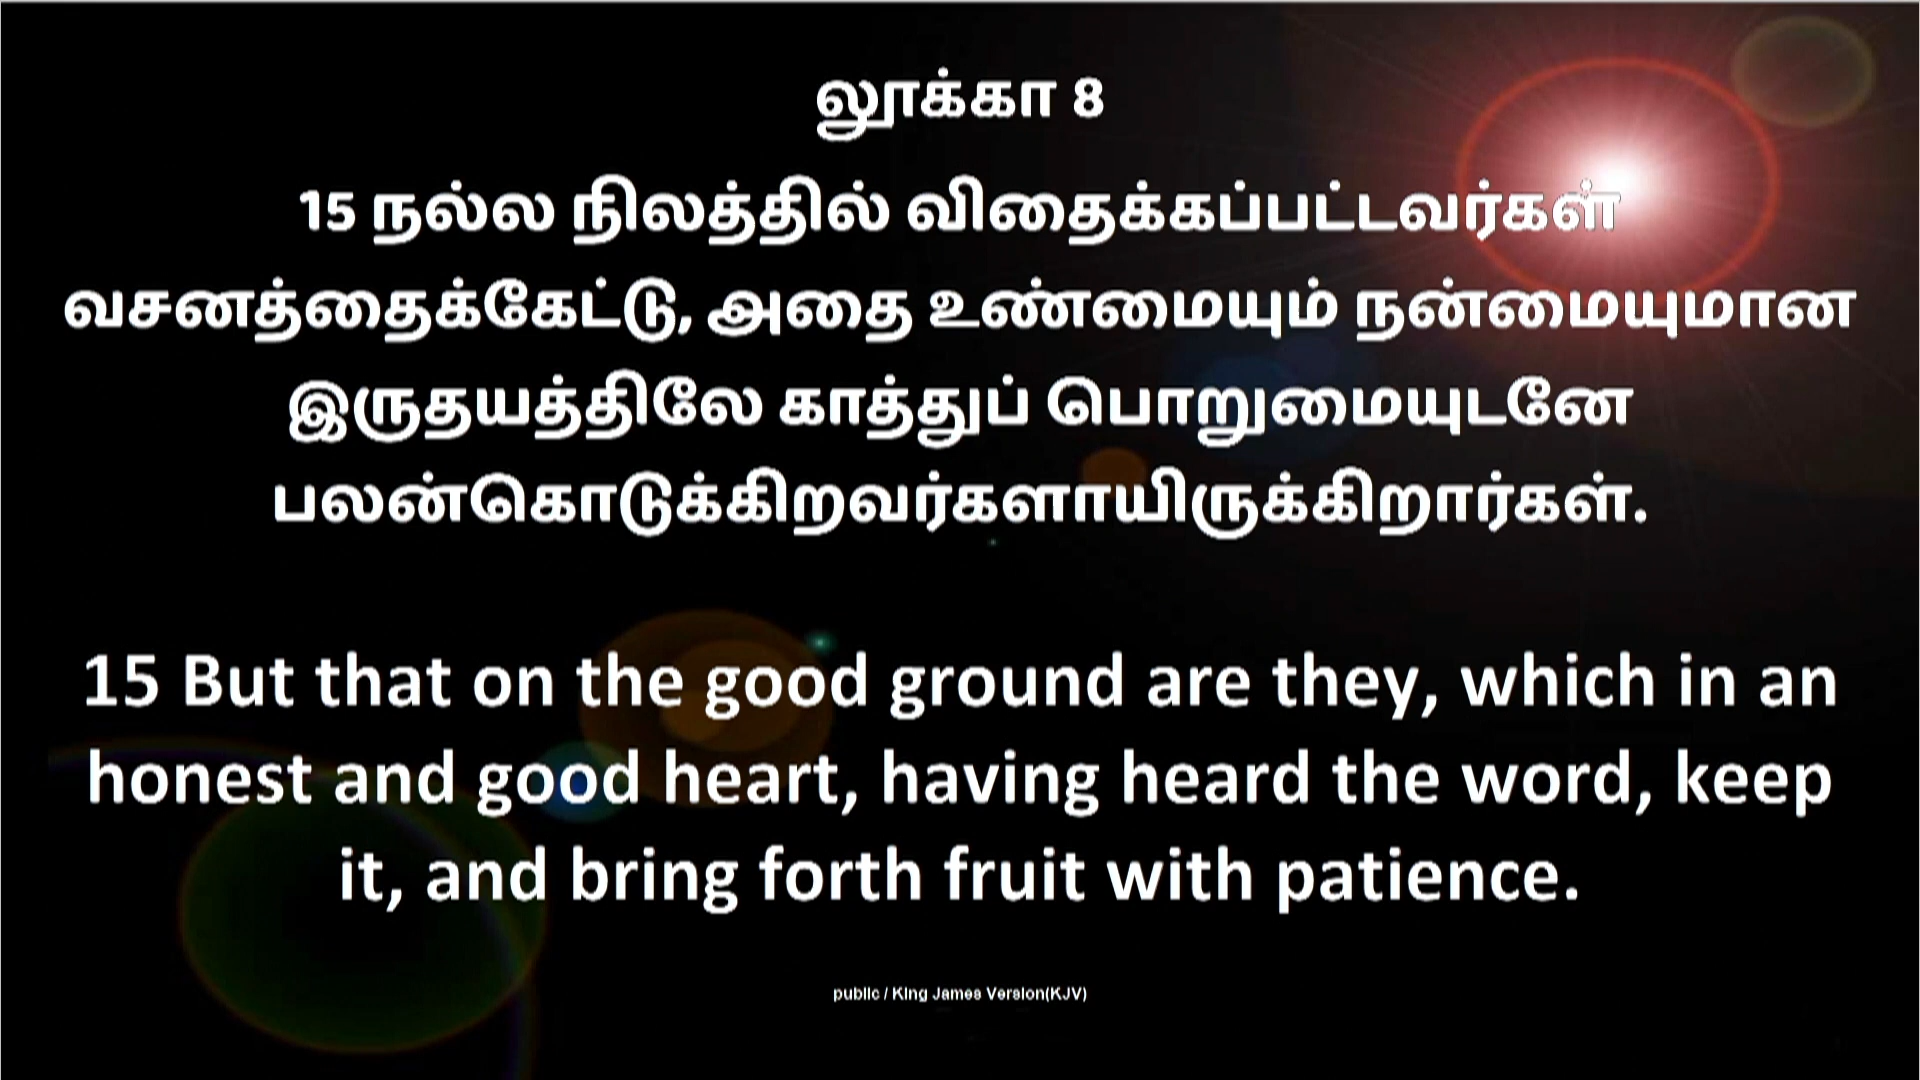 லூக்கா 8
15 நல்ல நிலத்தில் விதைக்கப்பட்டவர்கள்
வசனத்தைக்கேட்டு, அதை உண்மையும் நன்மையுமான
இருதயத்திலே காத்துப் பொறுமையுடனே
பலன்கொடுக்கிறவர்களாயிருக்கிறார்கள்.
15 But that on the good ground are they, which in an
honest and good heart, having heard the word, keep
it, and bring forth fruit with patience.
public / King James Version(KJV)